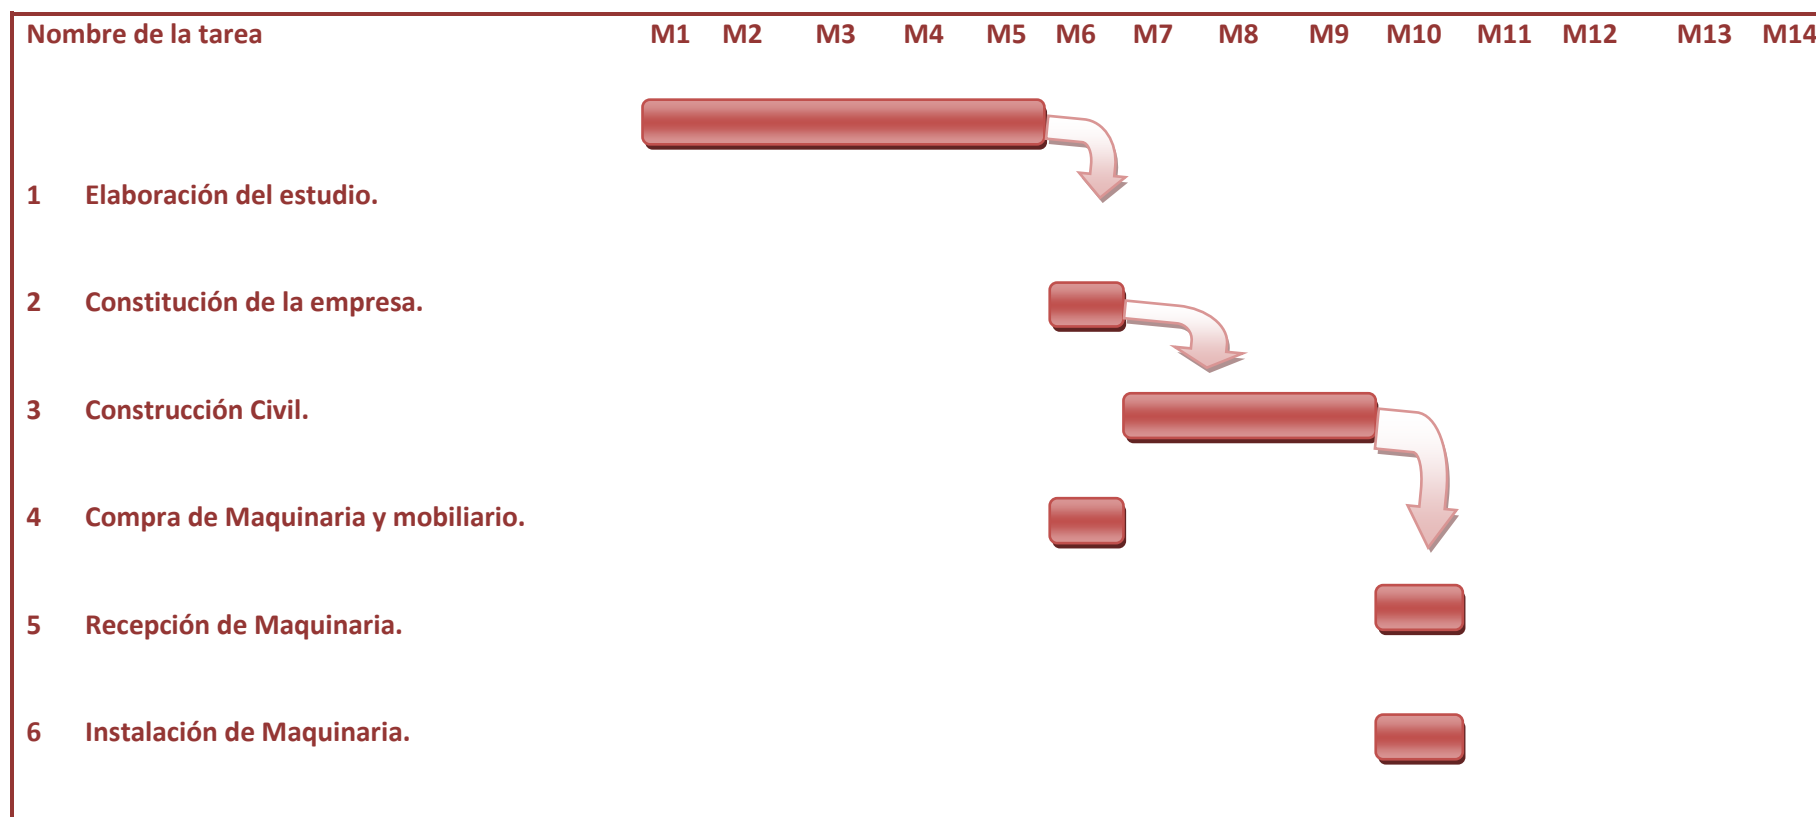 Nombre de la tarea M1 M2 M3 M4 M5 M6 M7 M8 M9 M10 M11 M12 M13 M14
1 Elaboración del estudio.
2 Constitución de la empresa.
3 Construcción Civil.
4 Compra de Maquinaria y mobiliario.
5 Recepción de Maquinaria.
6 Instalación de Maquinaria.